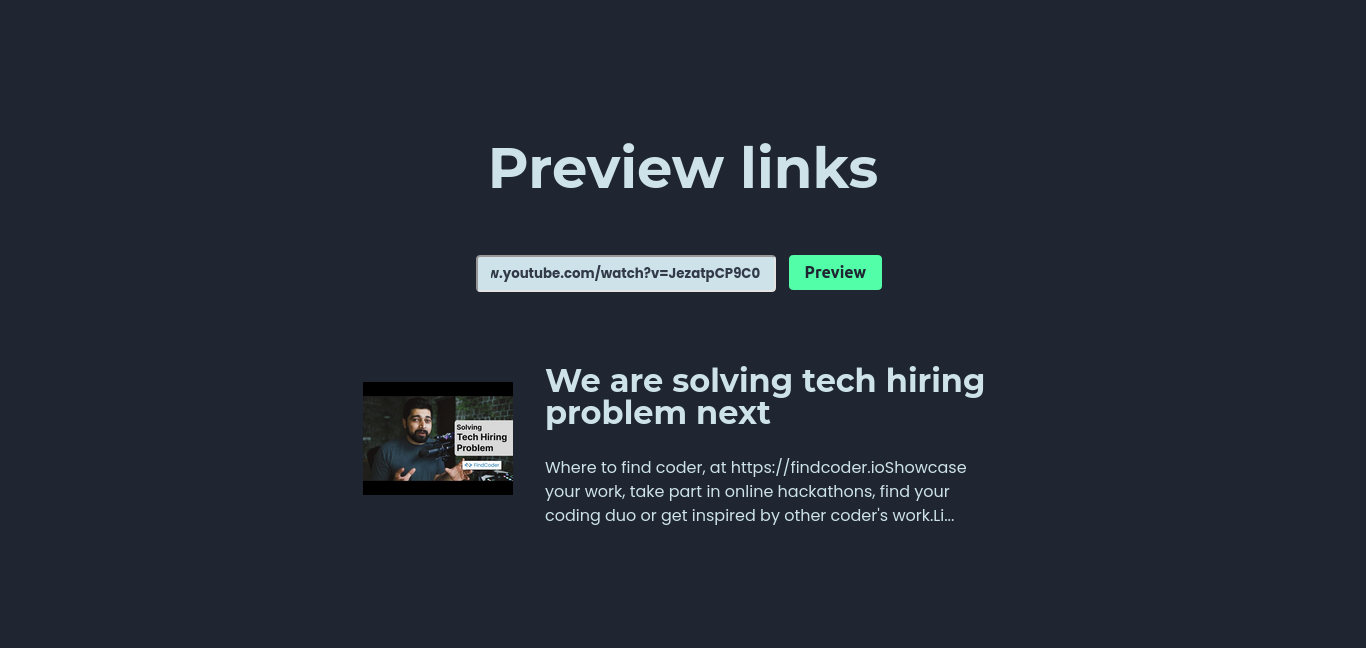 Preview links
.youtube.com/watch?v=JezatpCP9C0
Preview
We are solving tech hiring
problem next
Solving
Tech Hiring
Problem
FindCoder
Where to find coder, at https://findcoder.ioShowcase
your work, take part in online hackathons, find your
coding duo or get inspired by other coder's work.Li...